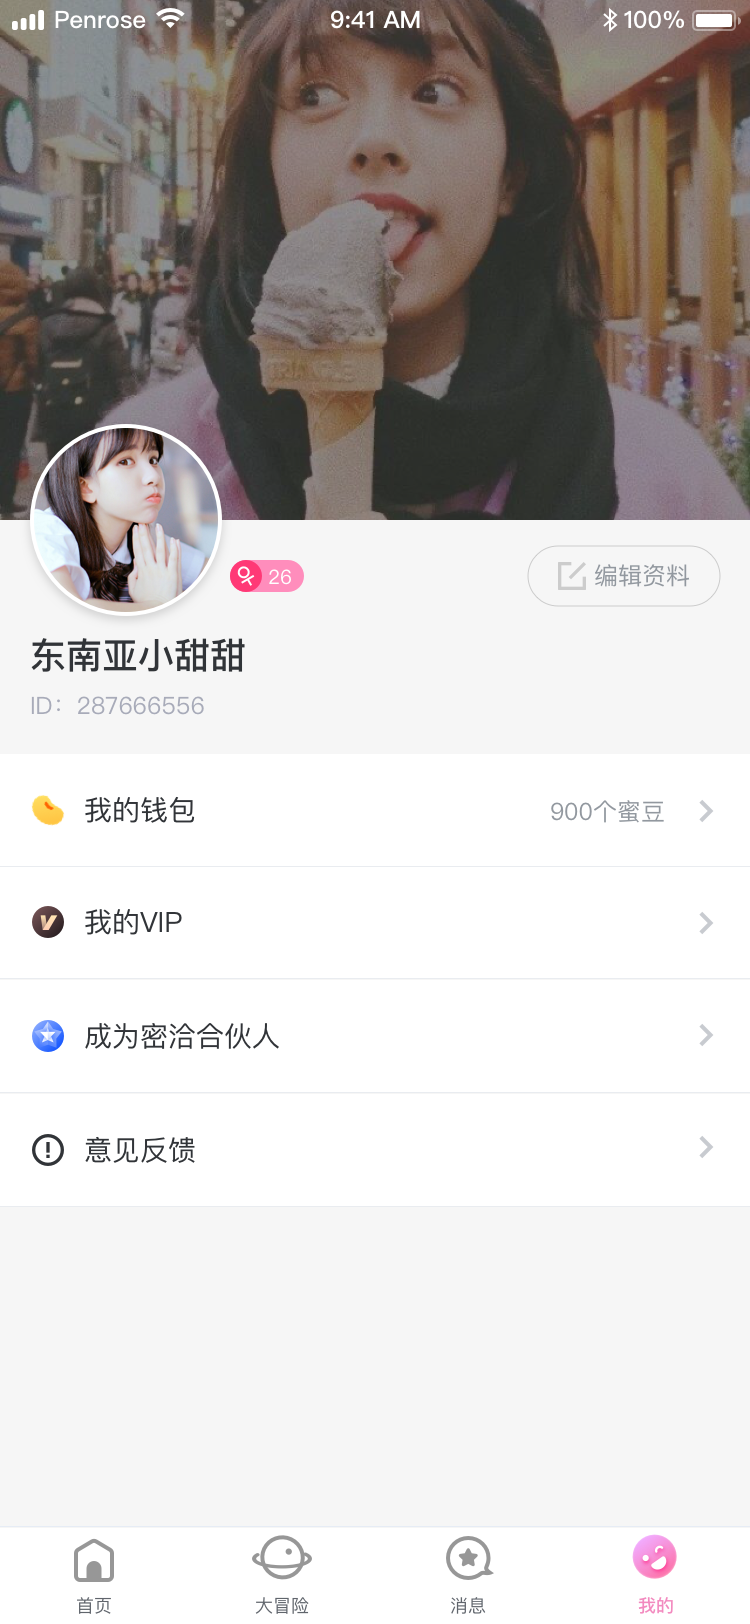 Penrose 9:41 AM 100%
TRIANGLE
26
编辑资料
东南亚小甜甜
ID：287666556
我的钱包 900个蜜豆
我的VIP
成为密洽合伙人
意见反馈
首页 大冒险 消息 我的